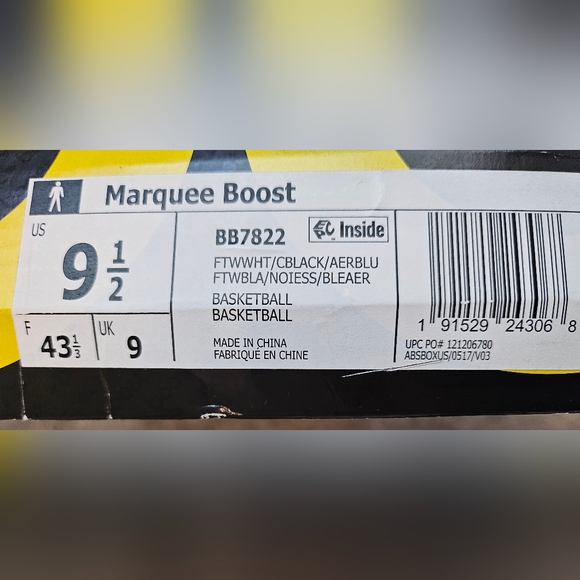 Marquee Boost
US
9 1/2
F
43 1/3
UK
9
BB7822
Inside
FTWWHT/CBLACK/AERBLU
FTWBLA/NOIESS/BLEAER
BASKETBALL
BASKETBALL
MADE IN CHINA
FABRIQUÉ EN CHINE
1 91529 24306 8
UPC PO# 121206780
ABSBOXUS/0517/V03